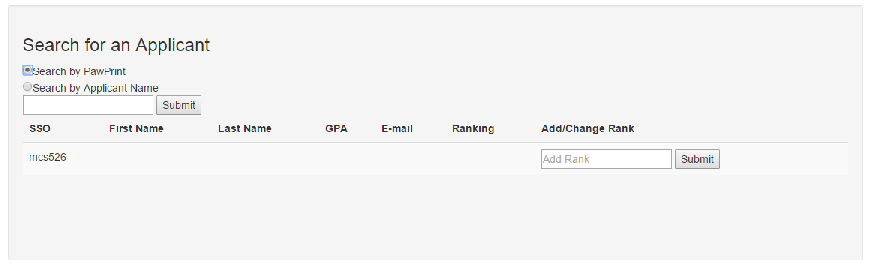 Search for an Applicant
Search by PawPrint
Search by Applicant Name
Submit
SSO First Name Last Name GPA E-mail Ranking Add/Change Rank
mcs526 Add Rank Submit